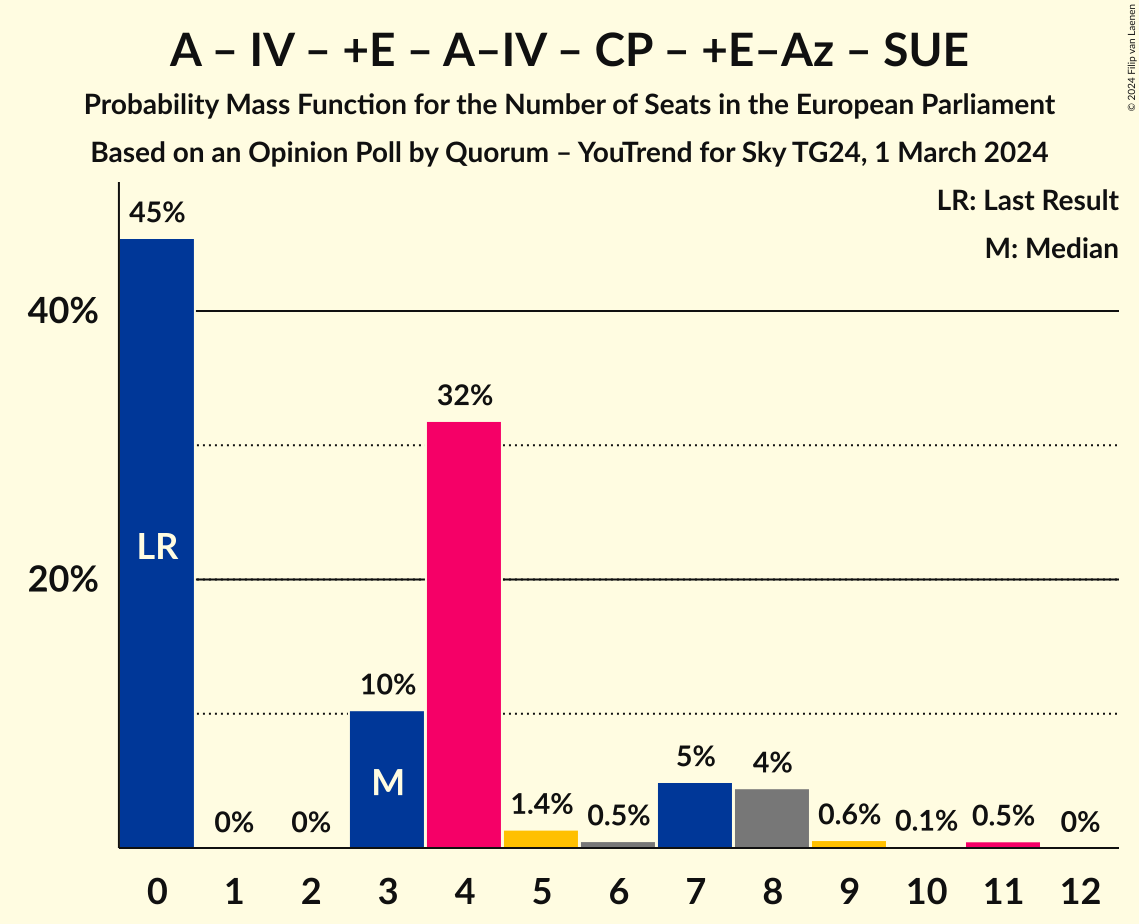 A – IV – +E – A–IV – CP – +E–Az – SUE
Probability Mass Function for the Number of Seats in the European Parliament
Based on an Opinion Poll by Quorum – YouTrend for Sky TG24, 1 March 2024
© 2024 Filip van Laenen
LR: Last Result
M: Median
45%
40%
32%
LR
20%
10%
M
5%
4%
1.4%
0.5%
0.6%
0.1%
0.5%
0%
0%
0%
0 1 2 3 4 5 6 7 8 9 10 11 12